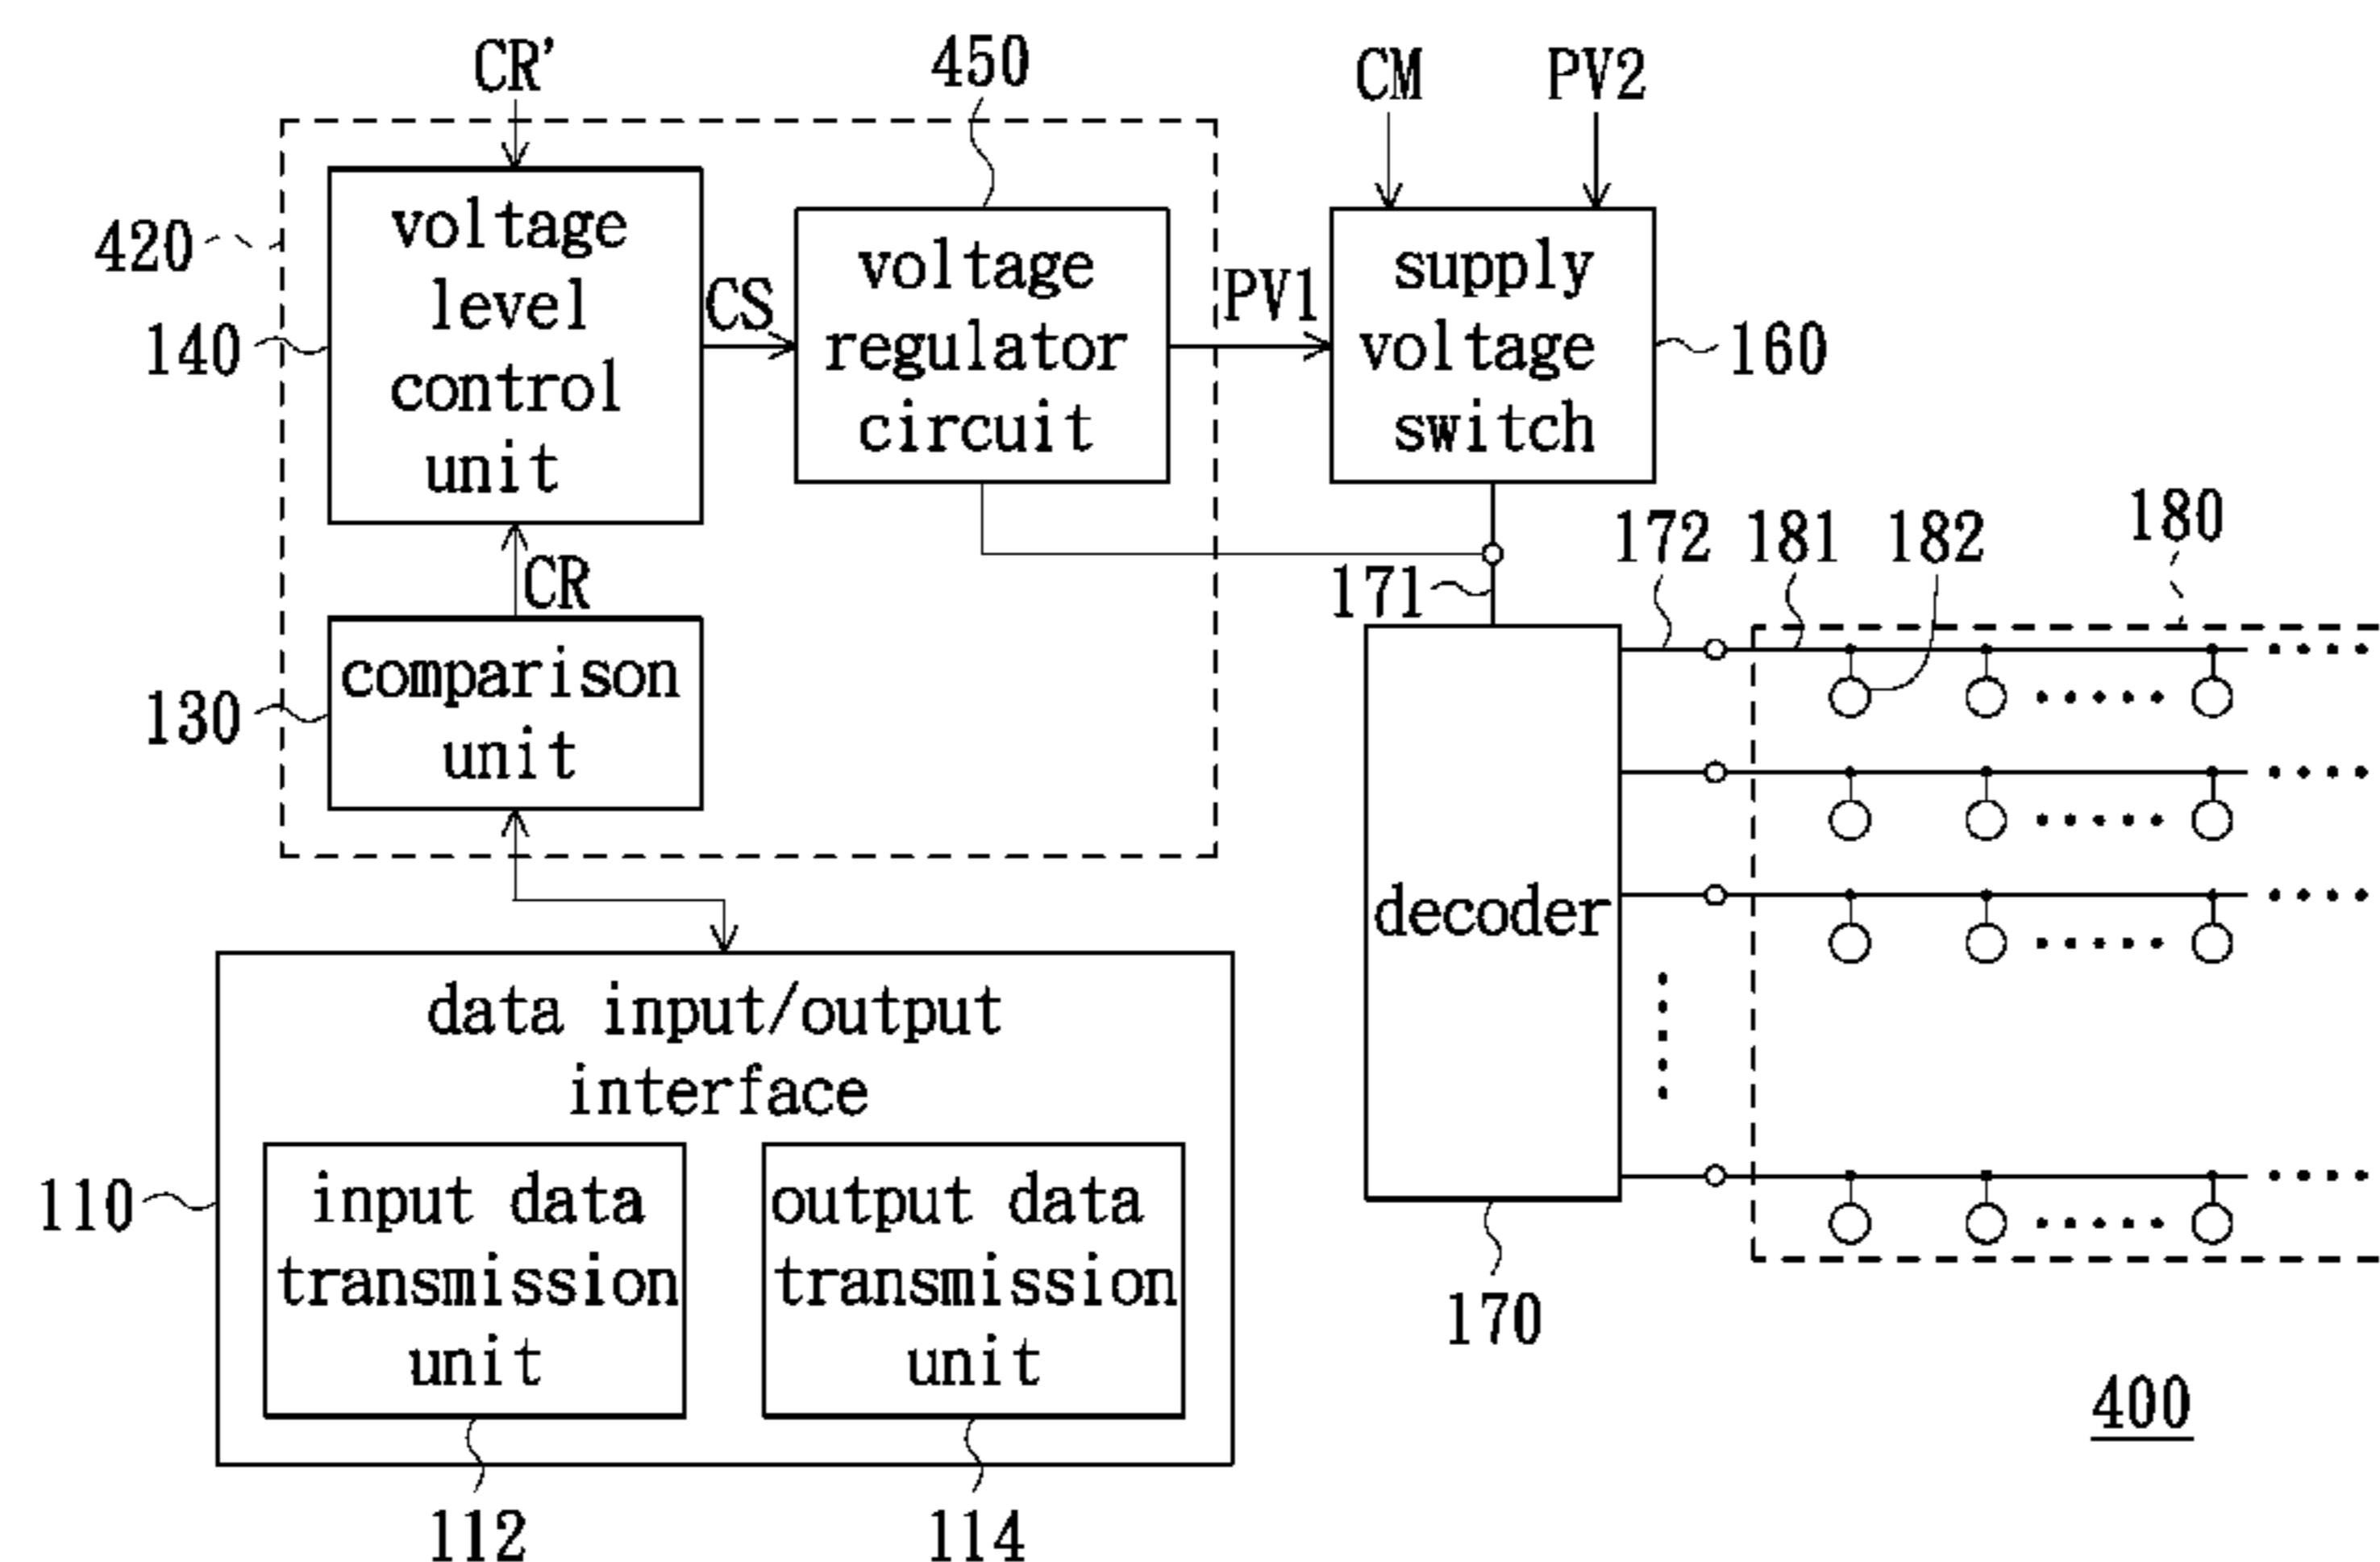 CR'
450
CM
PV2
420
voltage
level
control
unit
140
CS
voltage
regulator
circuit
PV1
supply
voltage
switch
160
CR
171
172
181
182
180
comparison
unit
130
decoder
data input/output
interface
110
input data
transmission
unit
output data
transmission
unit
170
112
114
400